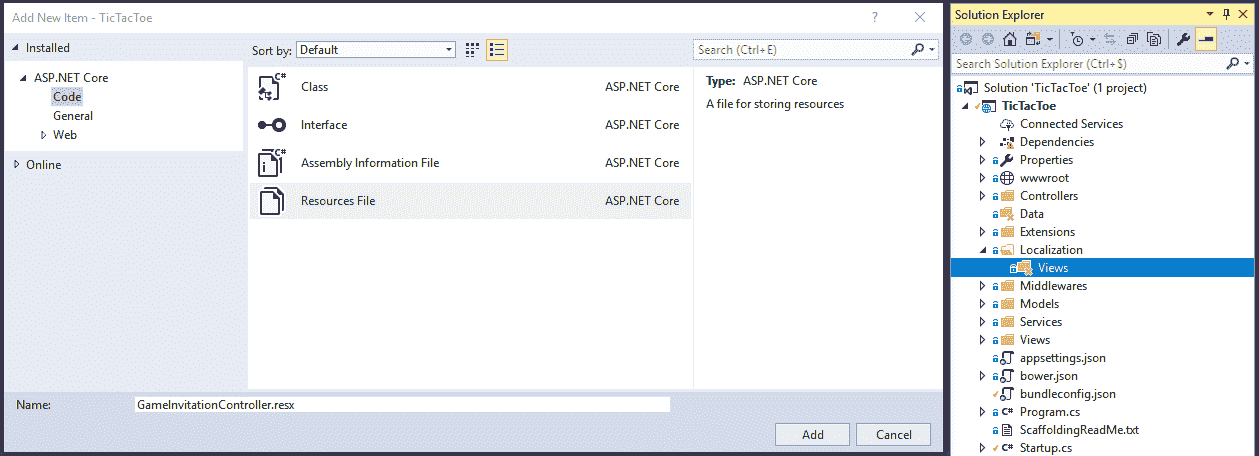 Add New Item - TicTacToe
?
Installed
ASP.NET Core
Code
General
Web
Online
Sort by: Default
Search (Ctrl+E)
C# Class ASP.NET Core
Interface ASP.NET Core
C# Assembly Information File ASP.NET Core
Resources File ASP.NET Core
Type: ASP.NET Core
A file for storing resources
Name: GameInvitationController.resx
Add Cancel
Solution Explorer
Search Solution Explorer (Ctrl+$)
Solution 'TicTacToe' (1 project)
TicTacToe
Connected Services
Dependencies
Properties
wwwroot
Controllers
Data
Extensions
Localization
Views
Middlewares
Models
Services
Views
appsettings.json
bower.json
bundleconfig.json
C# Program.cs
ScaffoldingReadMe.txt
C# Startup.cs